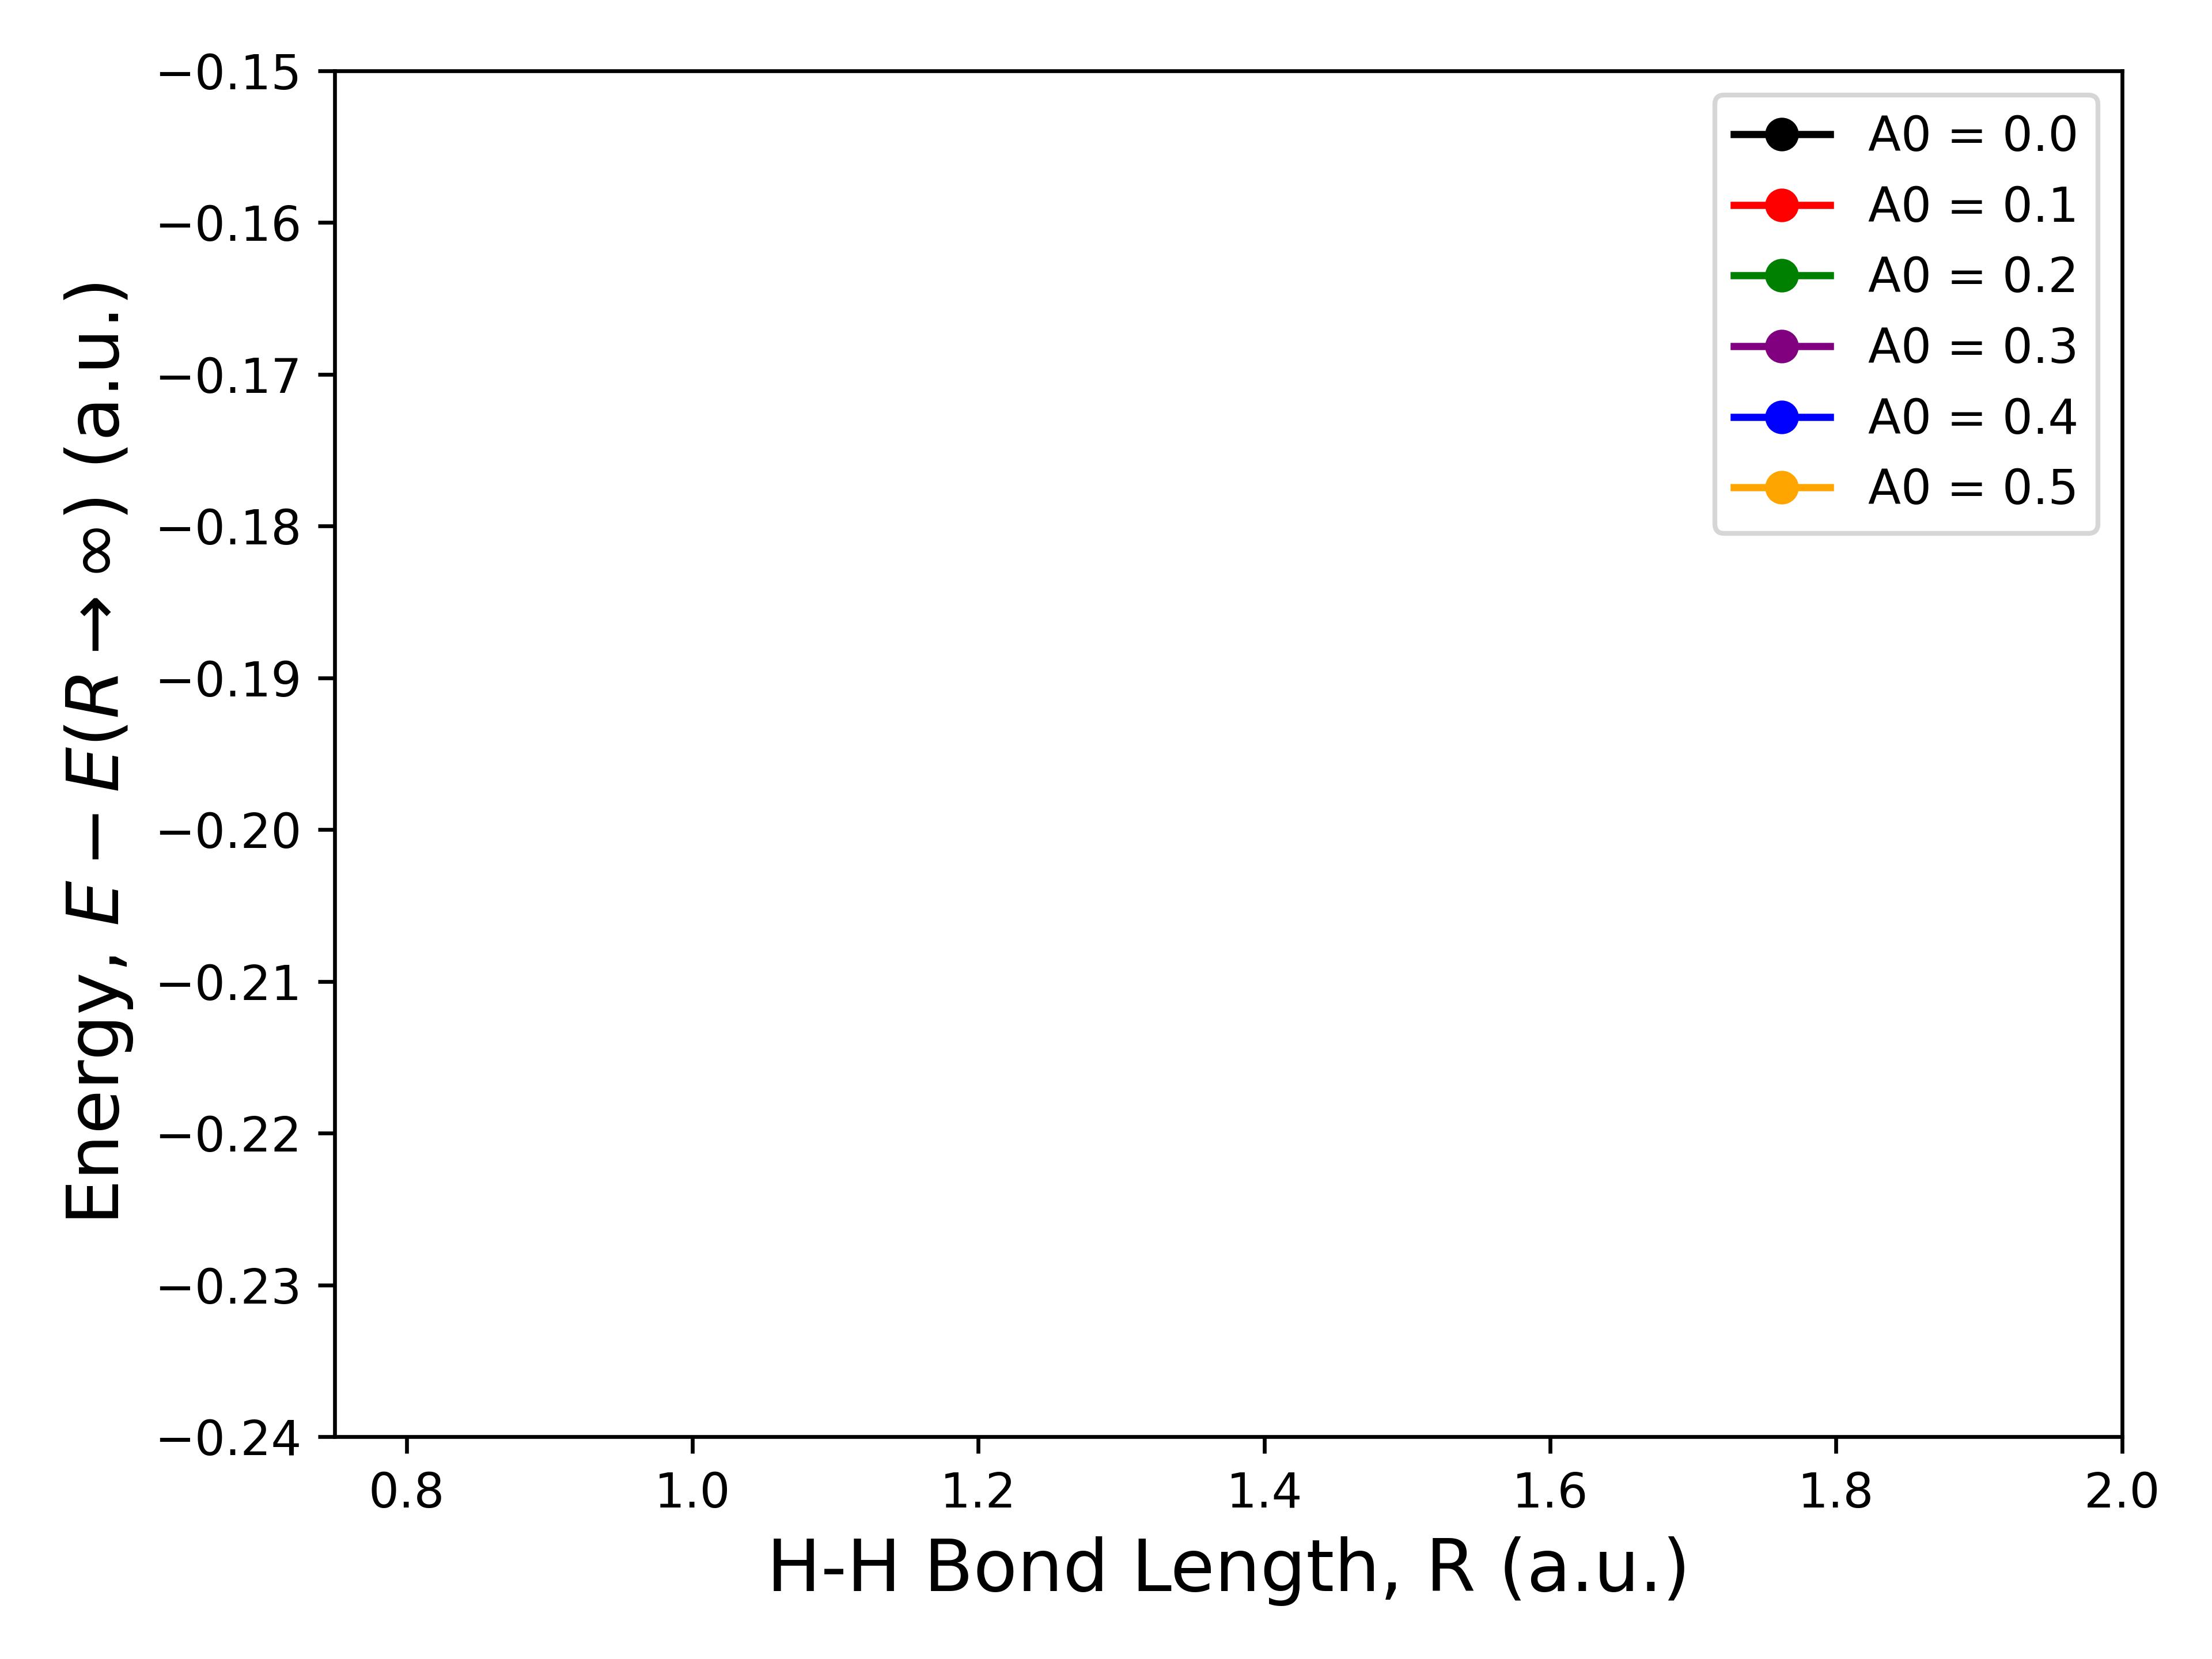 −0.15
−0.16
−0.17
−0.18
−0.19
−0.20
−0.21
−0.22
−0.23
−0.24
Energy, E − E(R → ∞) (a.u.)
0.8 1.0 1.2 1.4 1.6 1.8 2.0
H-H Bond Length, R (a.u.)
A0 = 0.0
A0 = 0.1
A0 = 0.2
A0 = 0.3
A0 = 0.4
A0 = 0.5